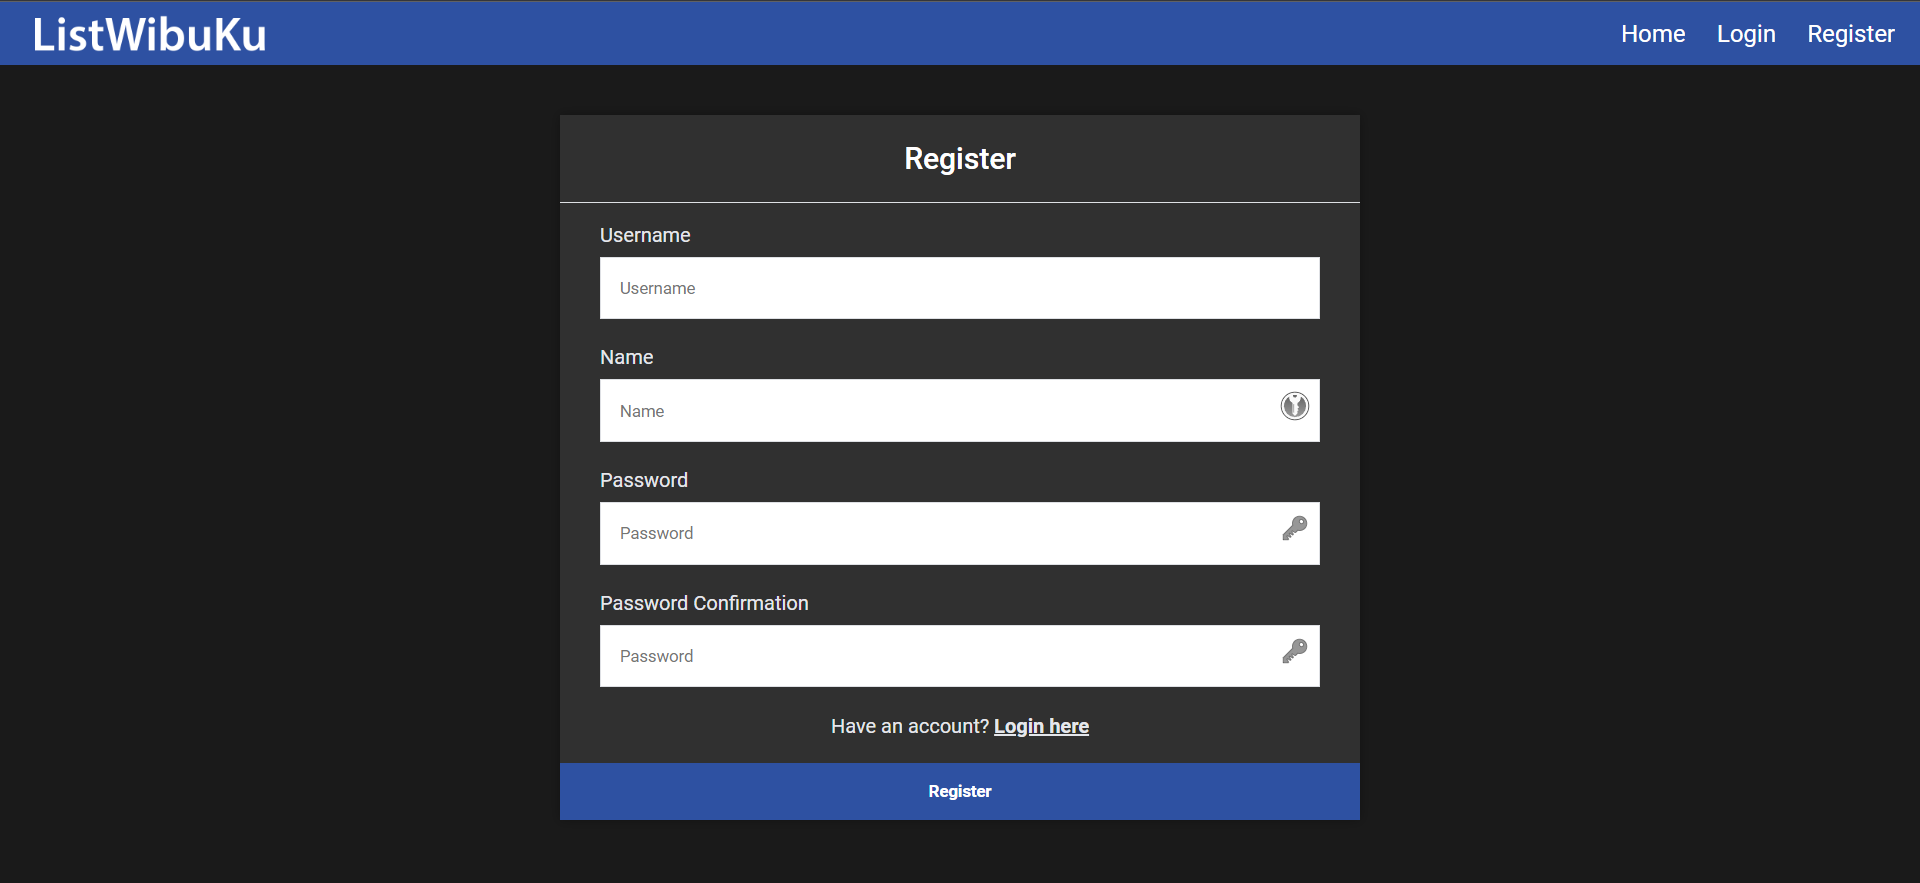 ListWibuKu
Home Login Register
Register
Username
Username
Name
Name
Password
Password
Password Confirmation
Password
Have an account? Login here
Register